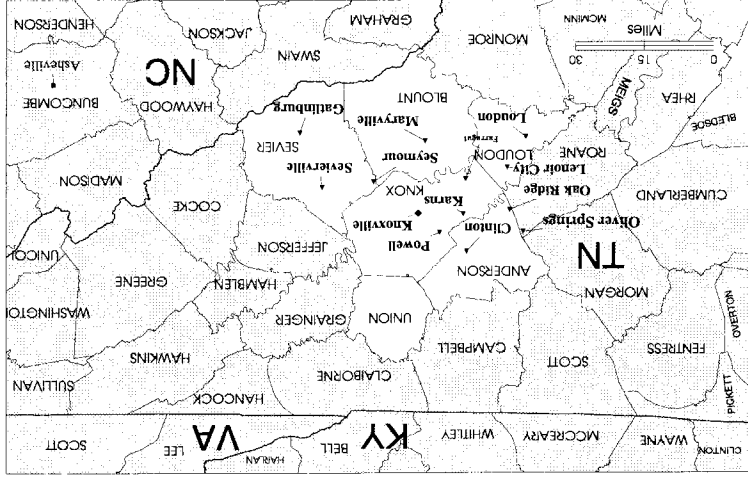 CLINTON
WAYNE
MCCREARY
WHITLEY
KY
BELL
HARLAN
VA
LEE
SCOTT
PICKETT
OVERTON
FENTRESS
SCOTT
CAMPBELL
CLAIBORNE
HANCOCK
SULLIVAN
HAWKINS
UNION
GRAINGER
HAMBLEN
GREENE
WASHINGTON
UNICOI
MORGAN
TN
ANDERSON
Oliver Springs
Clinton
Powell
Oak Ridge
Karns
Knoxville
KNOX
JEFFERSON
COCKE
MADISON
CUMBERLAND
ROANE
Lenoir City
LOUDON
Farragut
Loudon
Seymour
Sevierville
SEVIER
Maryville
Gatlinburg
BLOUNT
BLEDSOE
RHEA
MEIGS
HAYWOOD
NC
BUNCOMBE
Asheville
0 15 30
Miles
MCMINN
MONROE
GRAHAM
SWAIN
JACKSON
HENDERSON